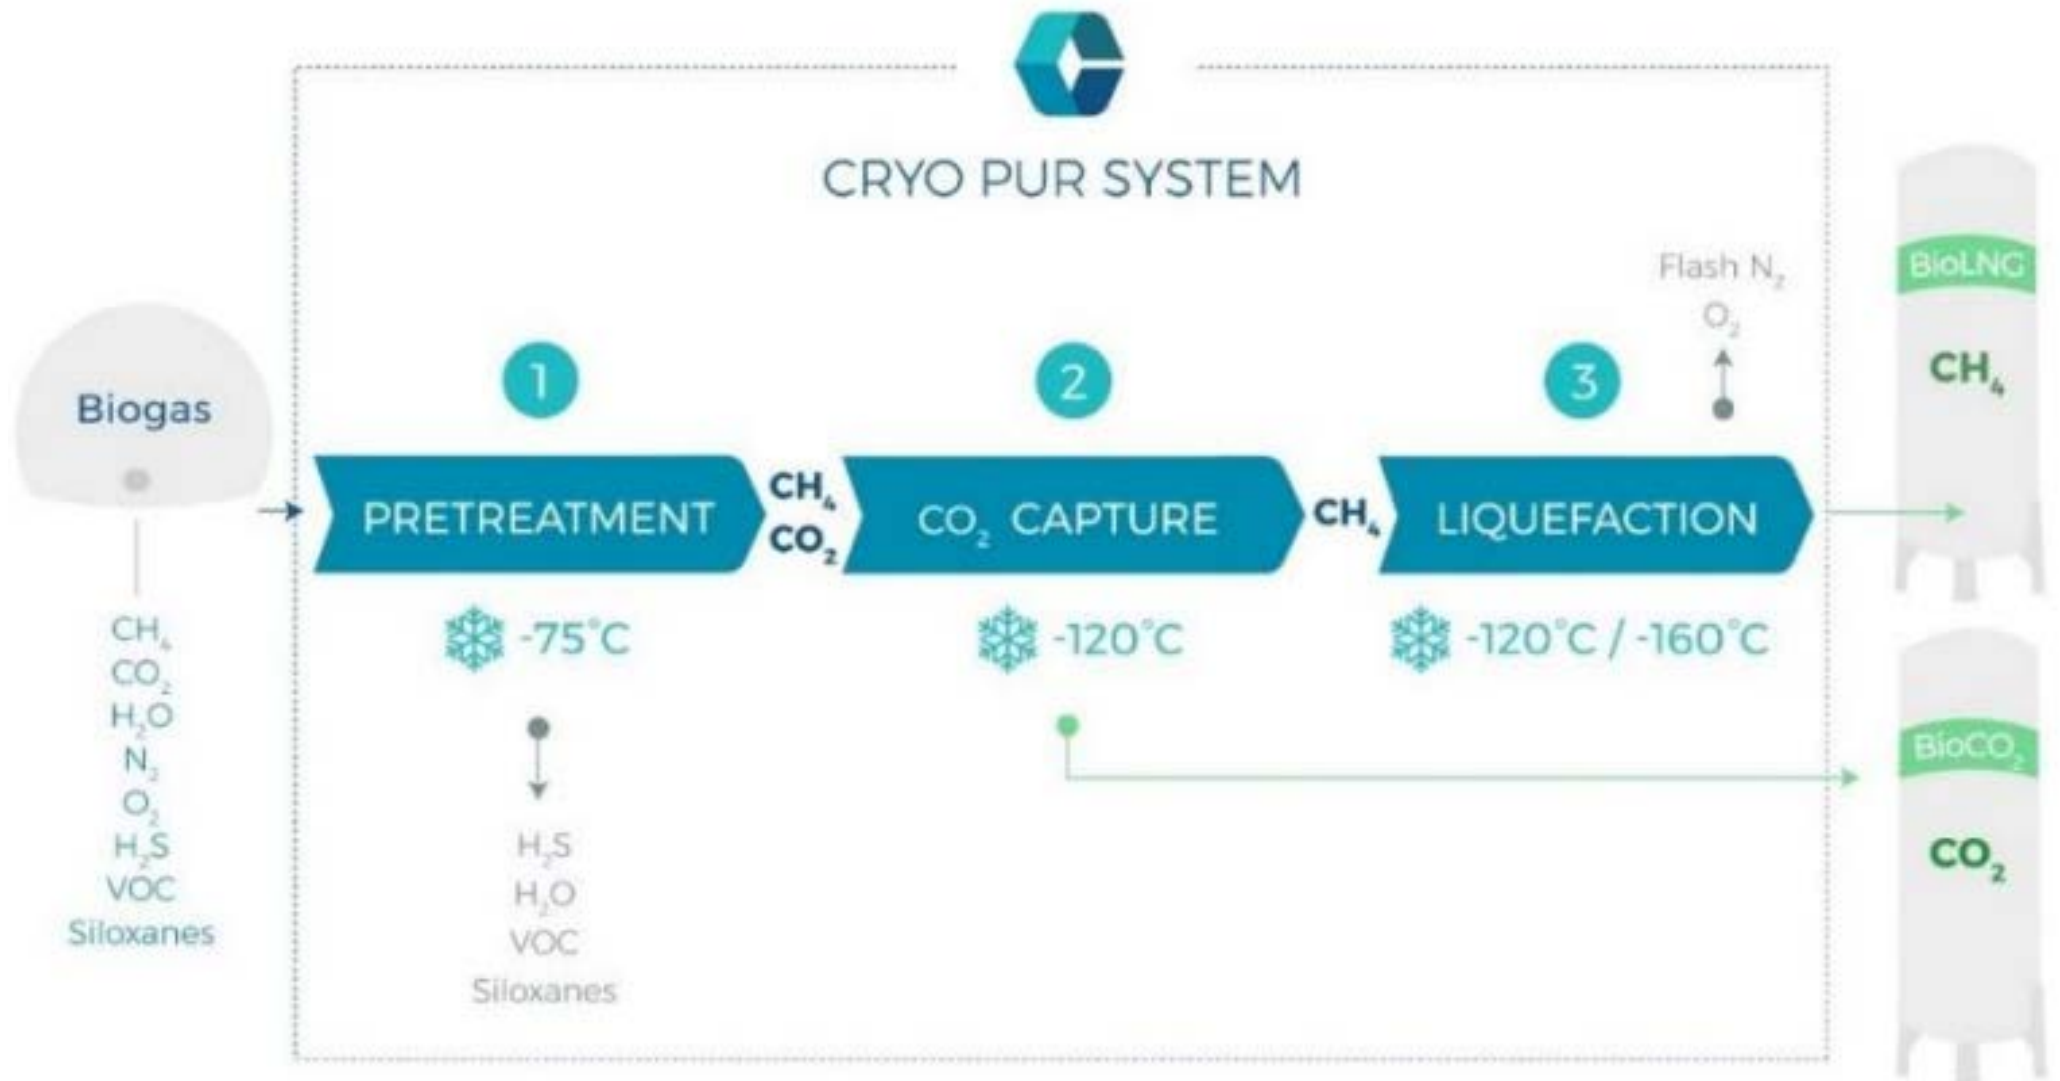 CRYO PUR SYSTEM
Biogas
CH₄
CO₂
H₂O
N₂
O₂
H₂S
VOC
Siloxanes
1
PRETREATMENT
-75°C
H₂S
H₂O
VOC
Siloxanes
CH₄
CO₂
2
CO₂ CAPTURE
-120°C
CH₄
3
LIQUEFACTION
-120°C / -160°C
Flash N₂
O₂
BioLNG
CH₄
BioCO₂
CO₂